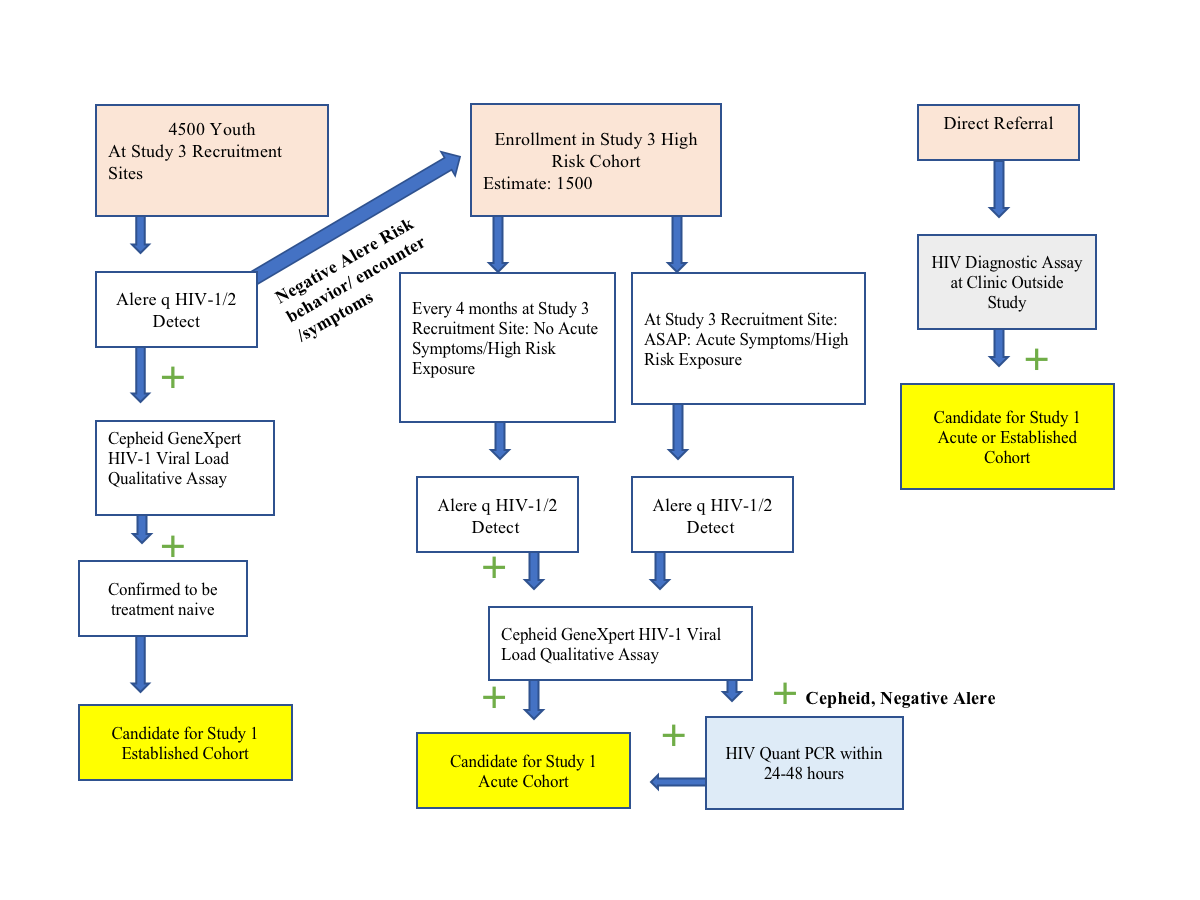 4500 Youth
At Study 3 Recruitment
Sites
Enrollment in Study 3 High
Risk Cohort
Estimate: 1500
Direct Referral
Negative Alere Risk
behavior/ encounter
/symptoms
Alere q HIV-1/2
Detect
Every 4 months at Study 3
Recruitment Site: No Acute
Symptoms/High Risk
Exposure
At Study 3 Recruitment Site:
ASAP: Acute Symptoms/High
Risk Exposure
HIV Diagnostic Assay
at Clinic Outside
Study
+
+
Candidate for Study 1
Acute or Established
Cohort
Cepheid GeneXpert
HIV-1 Viral Load
Qualitative Assay
Alere q HIV-1/2
Detect
Alere q HIV-1/2
Detect
+
+
Confirmed to be
treatment naive
Cepheid GeneXpert HIV-1 Viral
Load Qualitative Assay
+
+ Cepheid, Negative Alere
Candidate for Study 1
Established Cohort
Candidate for Study 1
Acute Cohort
+
HIV Quant PCR within
24-48 hours